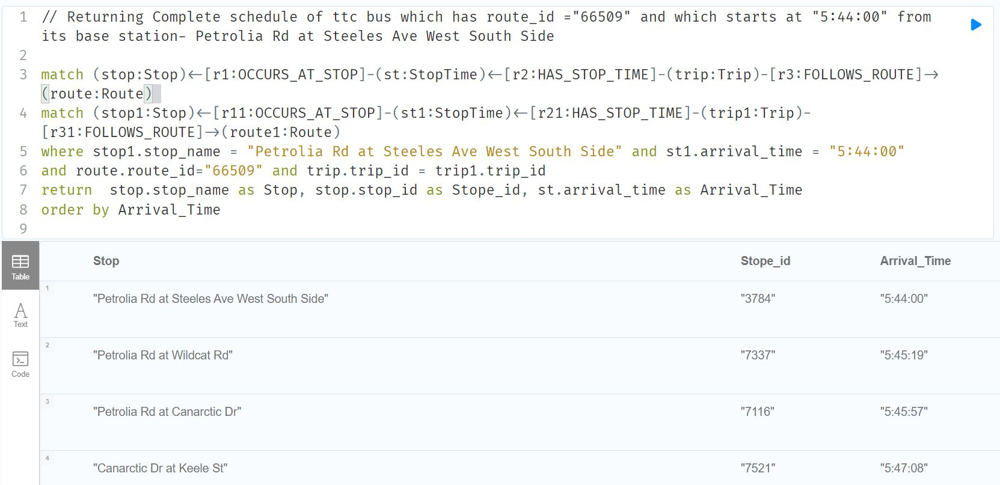 1 // Returning Complete schedule of ttc bus which has route_id ="66509" and which starts at "5:44:00" from
its base station- Petrolia Rd at Steeles Ave West South Side
2
3 match (stop:Stop)<-[r1:OCCURS_AT_STOP]-(st:StopTime)<-[r2:HAS_STOP_TIME]-(trip:Trip)-[r3:FOLLOWS_ROUTE]->
(route:Route)
4 match (stop1:Stop)<-[r11:OCCURS_AT_STOP]-(st1:StopTime)<-[r21:HAS_STOP_TIME]-(trip1:Trip)-
[r31:FOLLOWS_ROUTE]->(route1:Route)
5 where stop1.stop_name = "Petrolia Rd at Steeles Ave West South Side" and st1.arrival_time = "5:44:00"
6 and route.route_id="66509" and trip.trip_id = trip1.trip_id
7 return  stop.stop_name as Stop, stop.stop_id as Stope_id, st.arrival_time as Arrival_Time
8 order by Arrival_Time
9
Table
Text
Code
Stop Stope_id Arrival_Time
1 "Petrolia Rd at Steeles Ave West South Side" "3784" "5:44:00"
2 "Petrolia Rd at Wildcat Rd" "7337" "5:45:19"
3 "Petrolia Rd at Canarctic Dr" "7116" "5:45:57"
4 "Canarctic Dr at Keele St" "7521" "5:47:08"